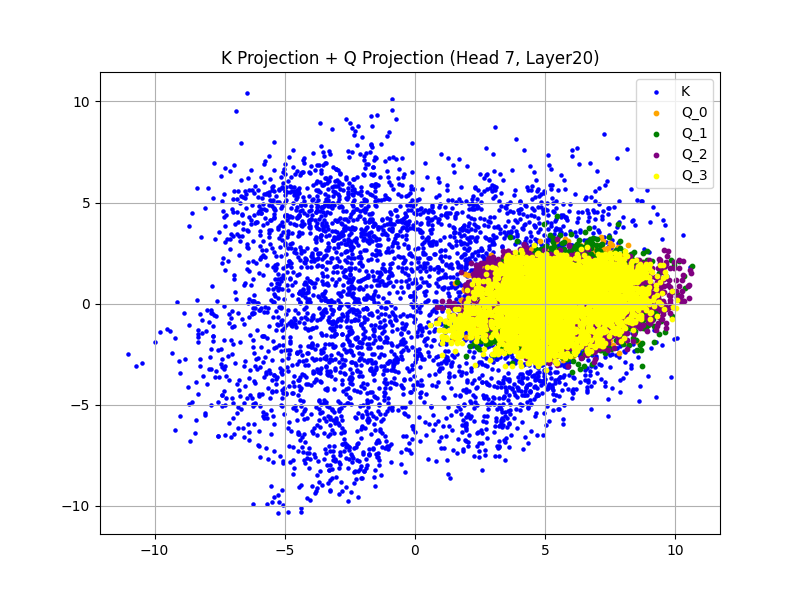 K Projection + Q Projection (Head 7, Layer20)
K
Q_0
Q_1
Q_2
Q_3
10
5
0
−5
−10
−10
−5
0
5
10